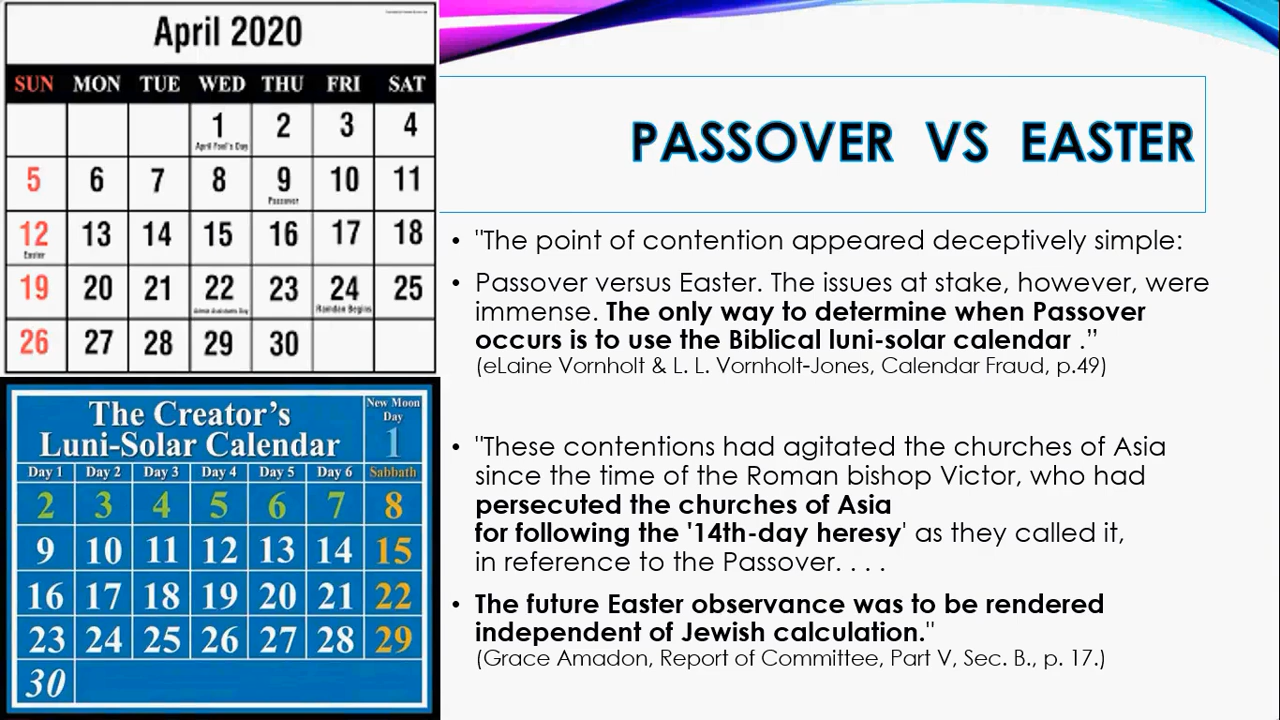 April 2020
SUN MON TUE WED THU FRI SAT
1 2 3 4
April Fool's Day
5 6 7 8 9 10 11
Passover
12 13 14 15 16 17 18
Easter
19 20 21 22 23 24 25
Ramdan Begins
26 27 28 29 30
The Creator's
Luni-Solar Calendar
New Moon
Day
1
Day 1 Day 2 Day 3 Day 4 Day 5 Day 6 Sabbath
2 3 4 5 6 7 8
9 10 11 12 13 14 15
16 17 18 19 20 21 22
23 24 25 26 27 28 29
30
PASSOVER VS EASTER
• "The point of contention appeared deceptively simple:
• Passover versus Easter. The issues at stake, however, were
immense. The only way to determine when Passover
occurs is to use the Biblical luni-solar calendar .”
(eLaine Vornholt & L. L. Vornholt-Jones, Calendar Fraud, p.49)
• "These contentions had agitated the churches of Asia
since the time of the Roman bishop Victor, who had
persecuted the churches of Asia
for following the '14th-day heresy' as they called it,
in reference to the Passover. . . .
• The future Easter observance was to be rendered
independent of Jewish calculation."
(Grace Amadon, Report of Committee, Part V, Sec. B., p. 17.)